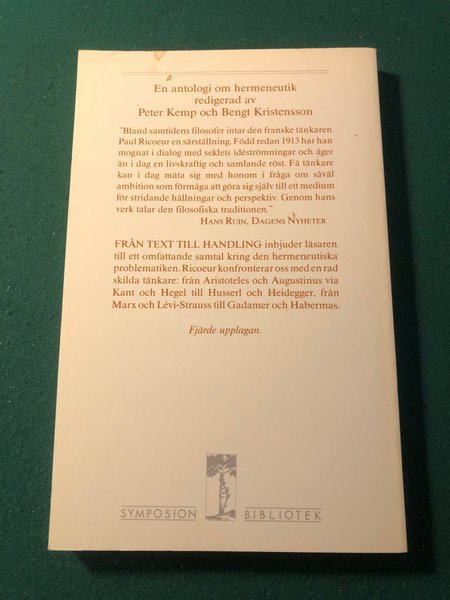 En antologi om hermeneutik
redigerad av
Peter Kemp och Bengt Kristensson
"Bland samtidens filosofer intar den franske tänkaren
Paul Ricoeur en särställning. Född redan 1913 har han
mognat i dialog med seklets idéströmningar och äger
än i dag en livskraftig och samlande röst. Få tänkare
kan i dag mäta sig med honom i fråga om såväl
ambition som förmåga att göra sig själv till ett medium
för stridande hållningar och perspektiv. Genom hans
verk talar den filosofiska traditionen."
HANS RUIN, DAGENS NYHETER
FRÅN TEXT TILL HANDLING inbjuder läsaren
till ett omfattande samtal kring den hermeneutiska
problematiken. Ricoeur konfronterar oss med en rad
skilda tänkare: från Aristoteles och Augustinus via
Kant och Hegel till Husserl och Heidegger, från
Marx och Lévi-Strauss till Gadamer och Habermas.
Fjärde upplagan.
SYMPOSION BIBLIOTEK